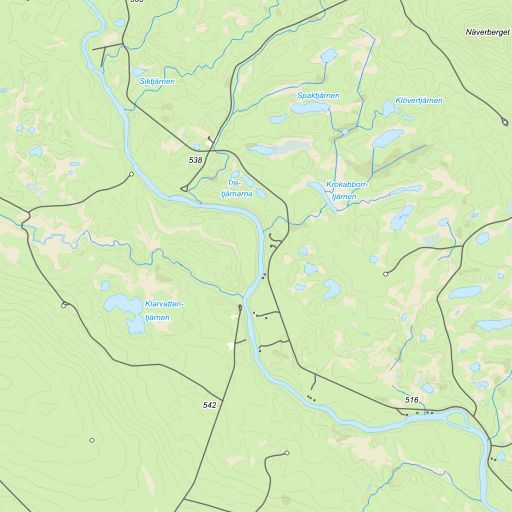 Näverberget
Siktjärnen
Spaktjärnen
Klövertjärnen
538
Tre-
tjärnarna
Krokabborr-
tjärnen
Klarvatten-
tjärnen
542
516